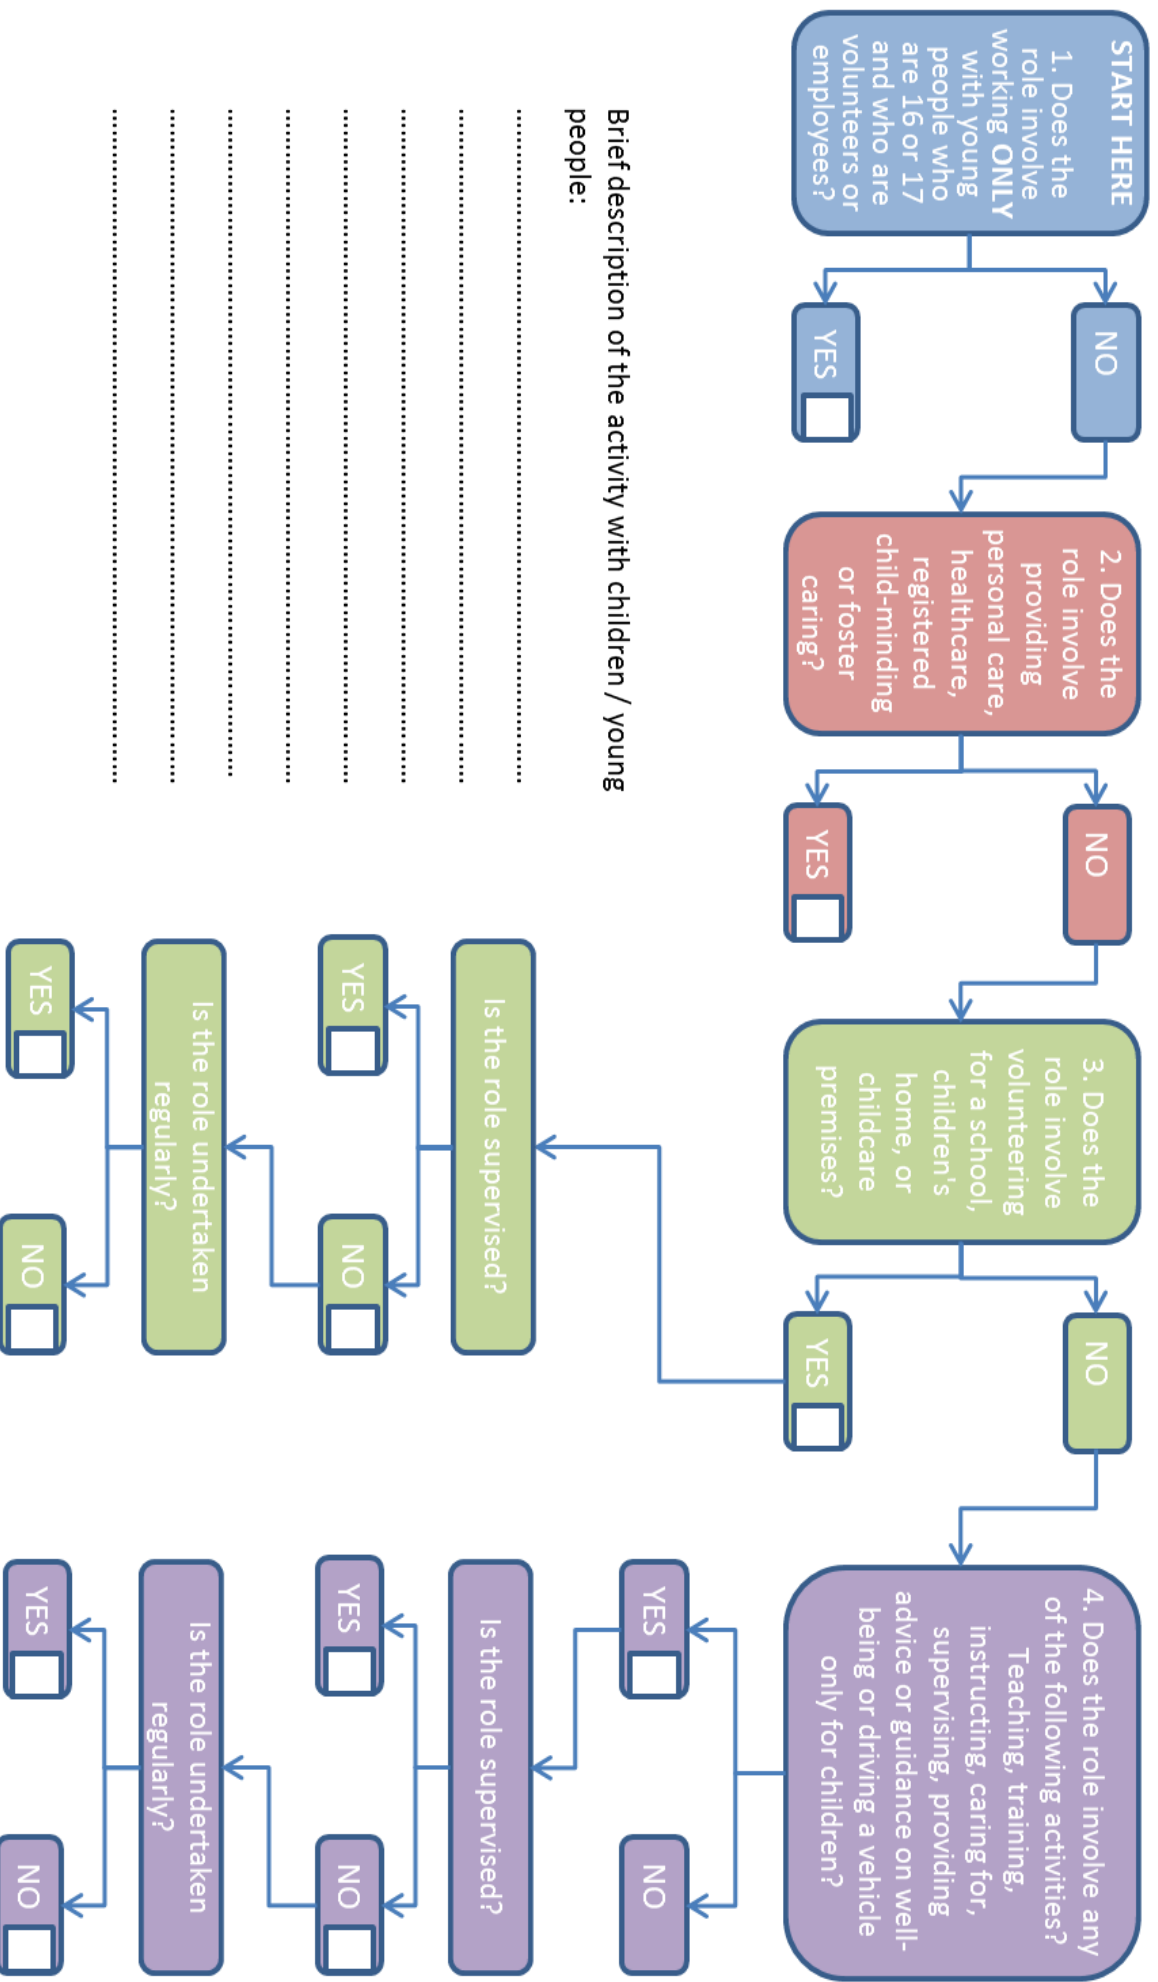 START HERE
1. Does the
role involve
working ONLY
with young
people who
are 16 or 17
and who are
volunteers or
employees?
NO
YES
2. Does the
role involve
providing
personal care,
healthcare,
registered
child-minding
or foster
caring?
NO
YES
3. Does the
role involve
volunteering
for a school,
children's
home, or
childcare
premises?
NO
YES
4. Does the role involve any
of the following activities?
Teaching, training,
instructing, caring for,
supervising, providing
advice or guidance on well-
being or driving a vehicle
only for children?
YES
NO
Brief description of the activity with children / young
people:
Is the role supervised?
YES
NO
Is the role undertaken
regularly?
YES
NO
Is the role supervised?
YES
NO
Is the role undertaken
regularly?
YES
NO